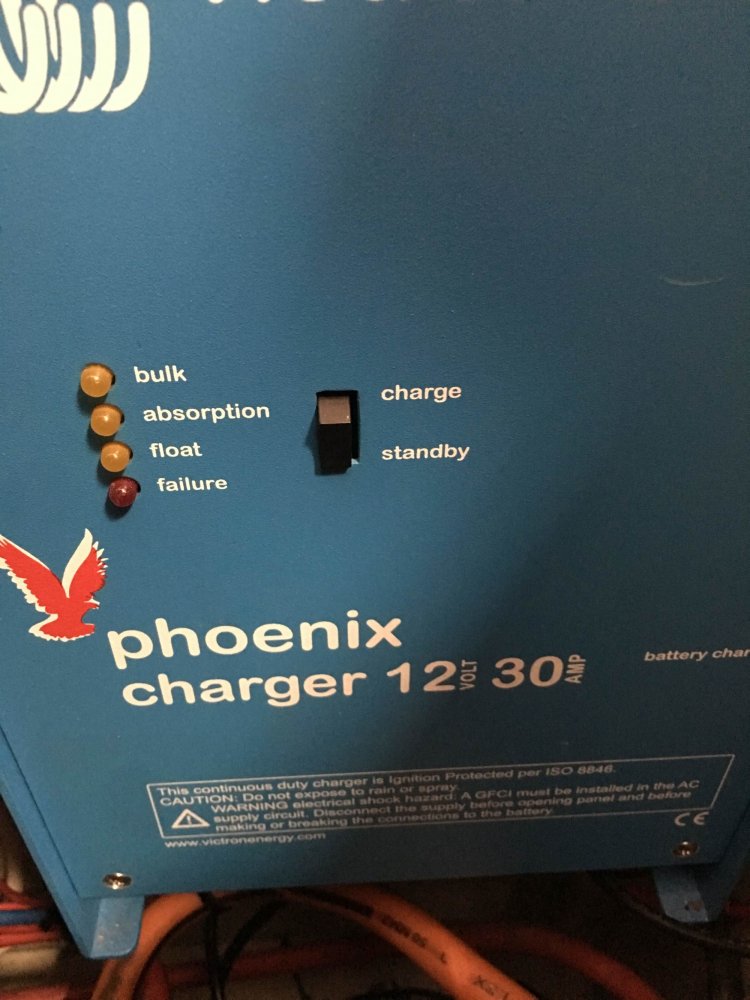 bulk
absorption
float
failure
charge
standby
phoenix
charger 12 VOLT 30 AMP
battery char
This continuous duty charger is Ignition Protected per ISO 8846.
CAUTION: Do not expose to rain or spray.
WARNING electrical shock hazard: A GFCI must be installed in the AC
supply circuit. Disconnect the supply before opening panel and before
making or breaking the connections to the battery.
CE
www.victronenergy.com